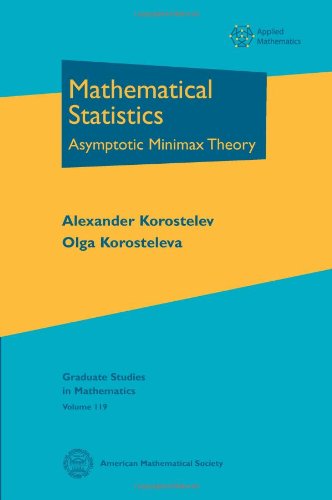 Applied
Mathematics
Mathematical
Statistics
Asymptotic Minimax Theory
Alexander Korostelev
Olga Korosteleva
Graduate Studies
in Mathematics
Volume 119
American Mathematical Society